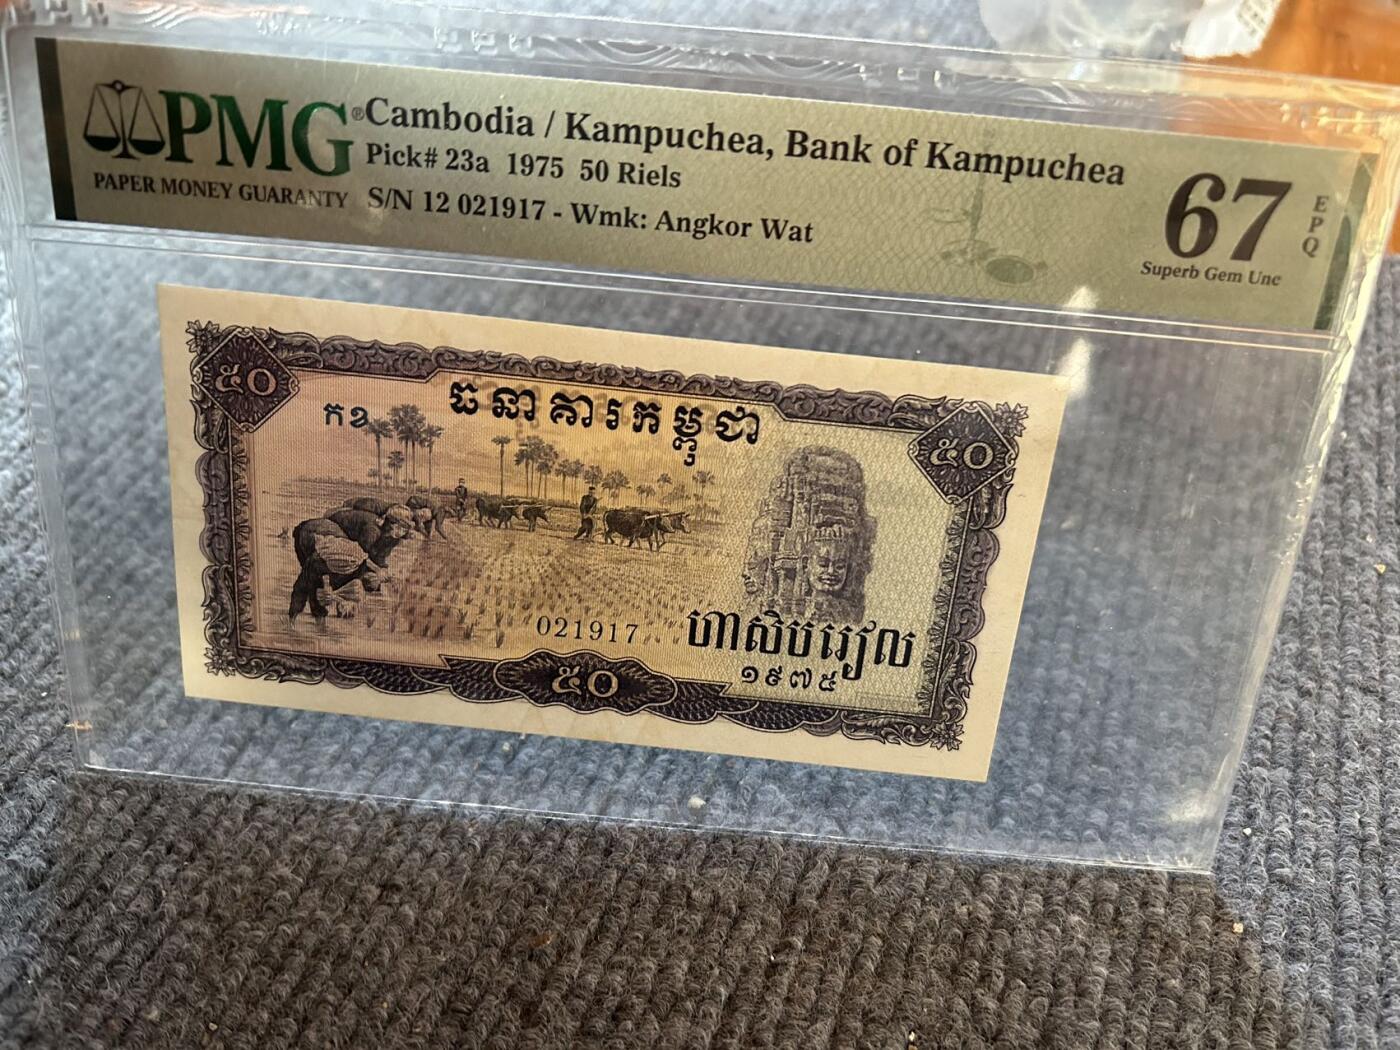 PMG®
PAPER MONEY GUARANTY
Cambodia / Kampuchea, Bank of Kampuchea
Pick# 23a 1975 50 Riels
S/N 12 021917 - Wmk: Angkor Wat
67
EPQ
Superb Gem Unc
៥០
ធនាគារកម្ពុជា
កខ
៥០
021917
ហាសិបរៀល
១៩៧៥
៥០